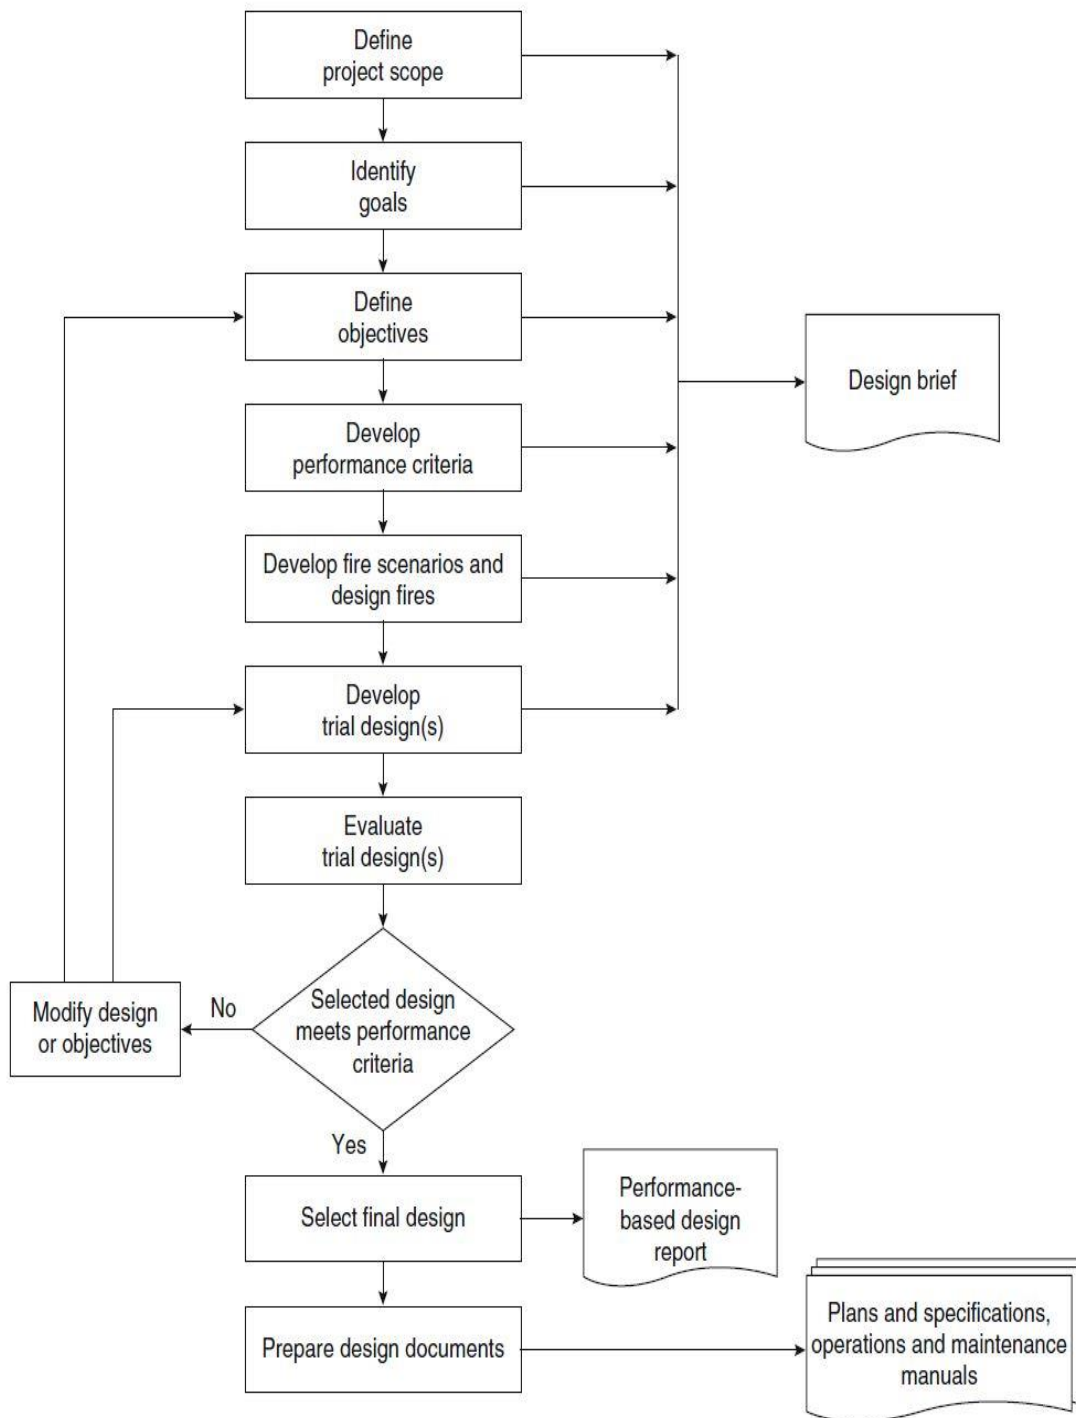 Define
project scope
Identify
goals
Define
objectives
Design brief
Develop
performance criteria
Develop fire scenarios and
design fires
Develop
trial design(s)
Evaluate
trial design(s)
Modify design
or objectives
No
Selected design
meets performance
criteria
Yes
Select final design
Performance-
based design
report
Prepare design documents
Plans and specifications,
operations and maintenance
manuals